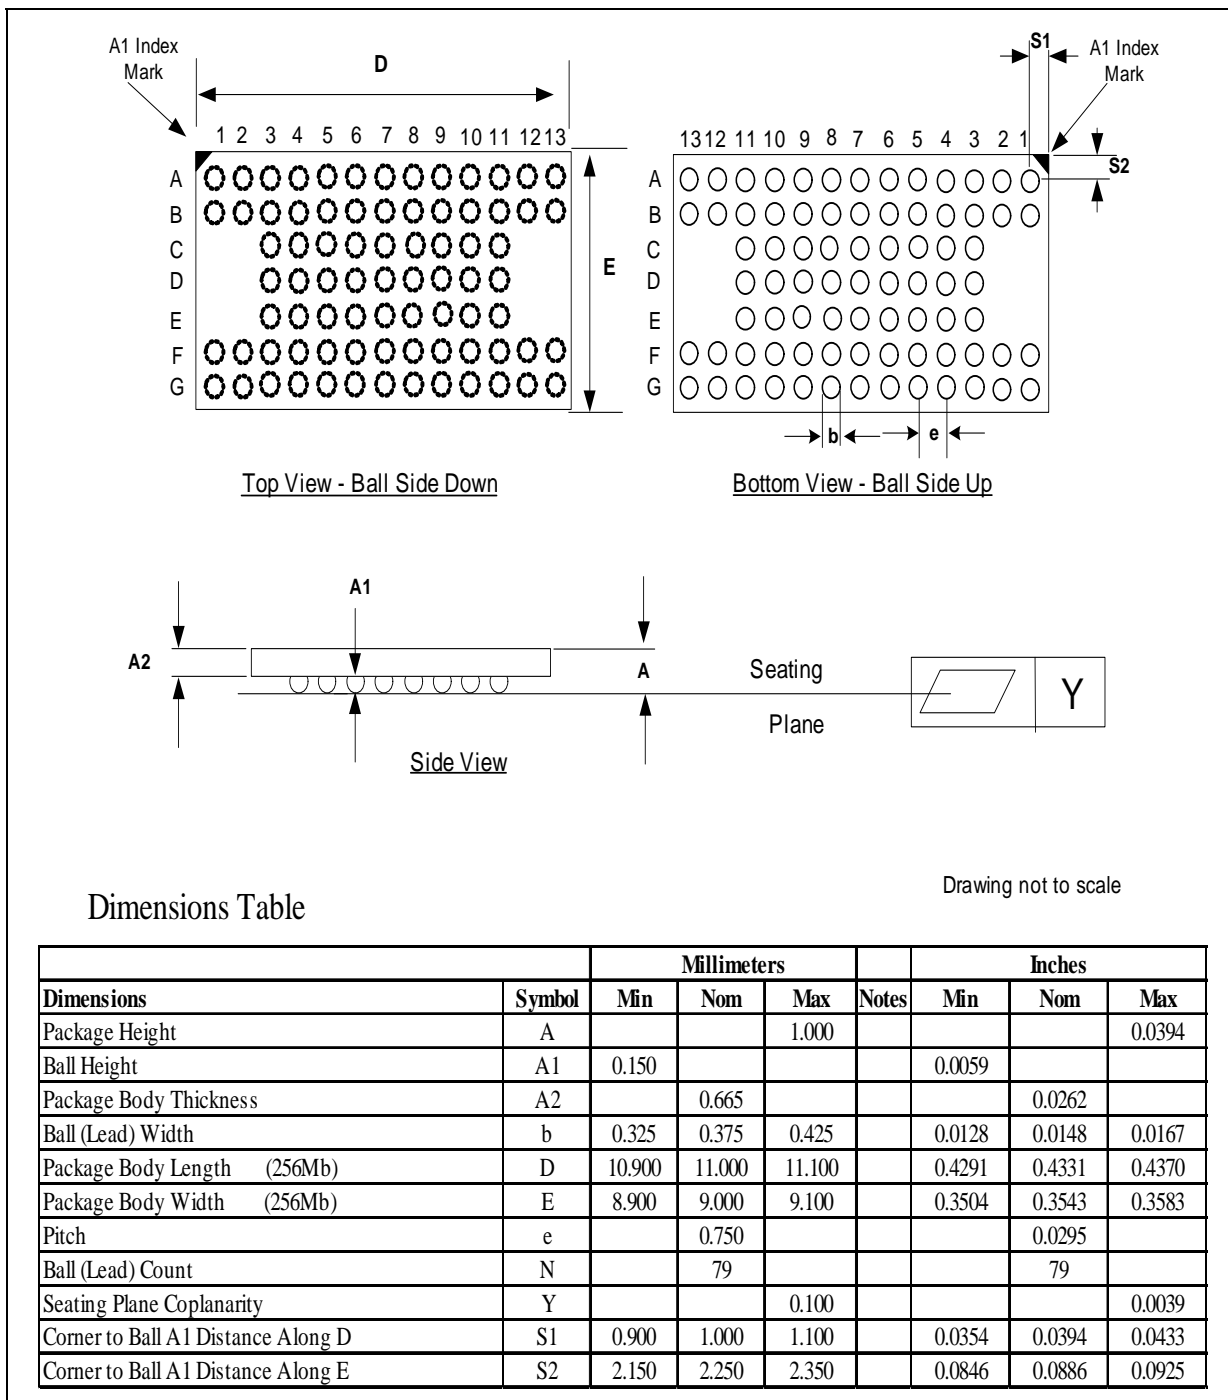 A1 Index
Mark
D
S1
A1 Index
Mark
1 2 3 4 5 6 7 8 9 10 11 12 13
13 12 11 10 9 8 7 6 5 4 3 2 1
S2
A
B
C
D
E
F
G
E
A
B
C
D
E
F
G
b
e
Top View - Ball Side Down
Bottom View - Ball Side Up
A1
A2
A
Seating
Plane
Y
Side View
Drawing not to scale
Dimensions Table
Millimeters Inches
Dimensions Symbol Min Nom Max Notes Min Nom Max
Package Height A 1.000 0.0394
Ball Height A1 0.150 0.0059
Package Body Thickness A2 0.665 0.0262
Ball (Lead) Width b 0.325 0.375 0.425 0.0128 0.0148 0.0167
Package Body Length (256Mb) D 10.900 11.000 11.100 0.4291 0.4331 0.4370
Package Body Width (256Mb) E 8.900 9.000 9.100 0.3504 0.3543 0.3583
Pitch e 0.750 0.0295
Ball (Lead) Count N 79 79
Seating Plane Coplanarity Y 0.100 0.0039
Corner to Ball A1 Distance Along D S1 0.900 1.000 1.100 0.0354 0.0394 0.0433
Corner to Ball A1 Distance Along E S2 2.150 2.250 2.350 0.0846 0.0886 0.0925